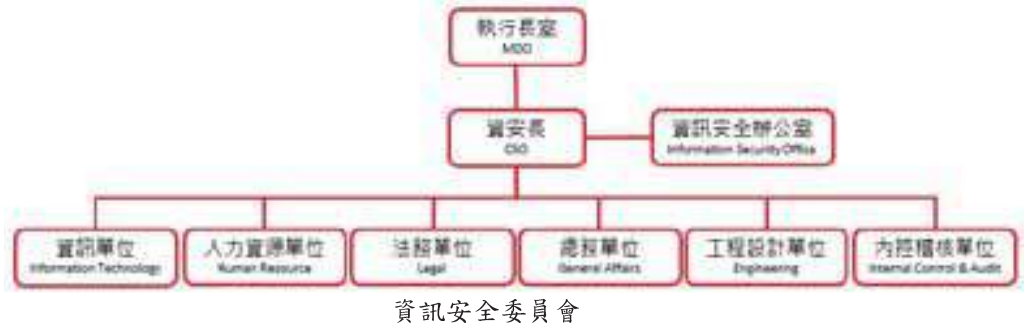 執行長室
MDO
資安長
CSO
資訊安全辦公室
Information Security Office
資訊單位
Information Technology
人力資源單位
Human Resource
法務單位
Legal
總務單位
General Affairs
工程設計單位
Engineering
內控稽核單位
Internal Control & Audit
資訊安全委員會